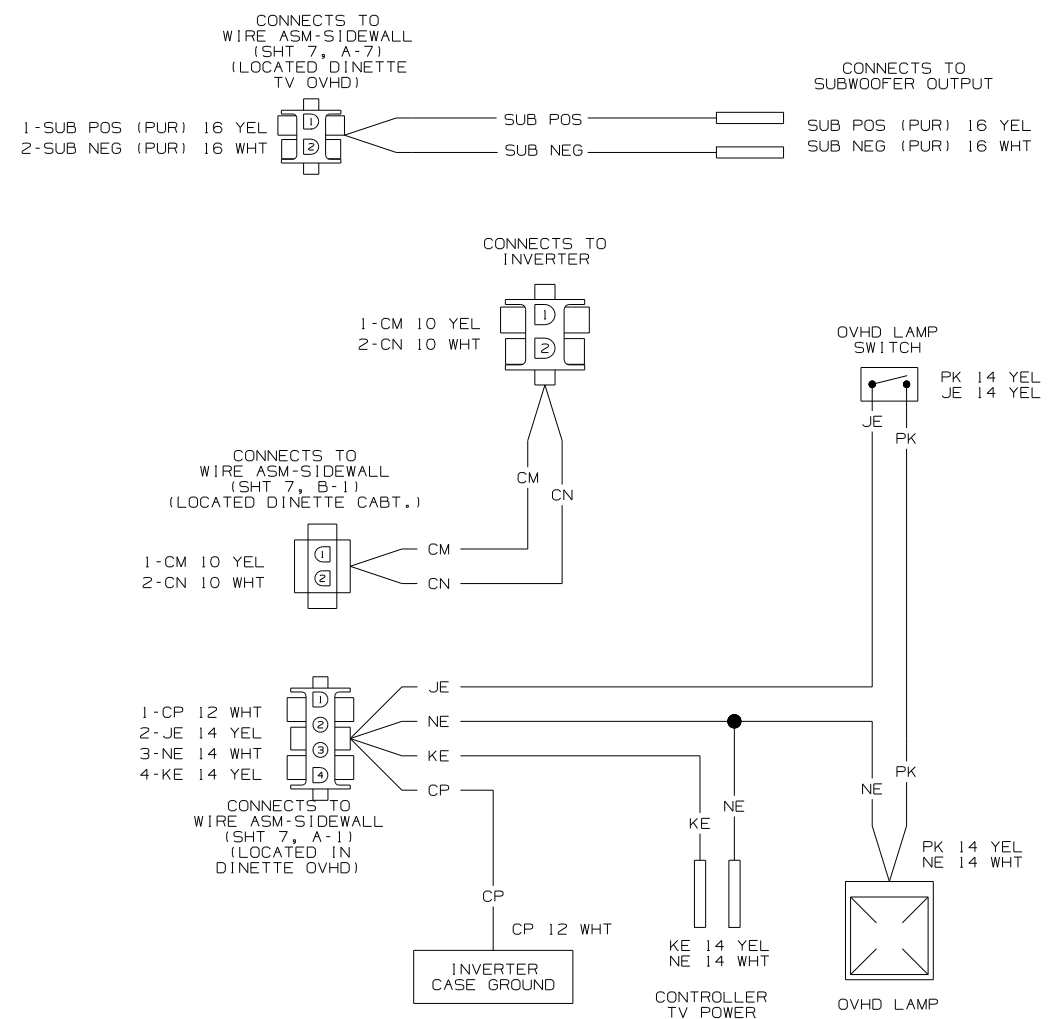 CONNECTS TO
WIRE ASM-SIDEWALL
(SHT 7, A-7)
(LOCATED DINETTE
TV OVHD)
1-SUB POS (PUR) 16 YEL
2-SUB NEG (PUR) 16 WHT
1
2
SUB POS
SUB NEG
CONNECTS TO
SUBWOOFER OUTPUT
SUB POS (PUR) 16 YEL
SUB NEG (PUR) 16 WHT
CONNECTS TO
INVERTER
1-CM 10 YEL
2-CN 10 WHT
1
2
CM
CN
OVHD LAMP
SWITCH
PK 14 YEL
JE 14 YEL
JE
PK
CONNECTS TO
WIRE ASM-SIDEWALL
(SHT 7, B-1)
(LOCATED DINETTE CABT.)
1-CM 10 YEL
2-CN 10 WHT
1
2
CM
CN
1-CP 12 WHT
2-JE 14 YEL
3-NE 14 WHT
4-KE 14 YEL
1
2
3
4
CONNECTS TO
WIRE ASM-SIDEWALL
(SHT 7, A-1)
(LOCATED IN
DINETTE OVHD)
JE
NE
KE
CP
CP
CP 12 WHT
INVERTER
CASE GROUND
KE
NE
KE 14 YEL
NE 14 WHT
CONTROLLER
TV POWER
NE
PK
PK 14 YEL
NE 14 WHT
OVHD LAMP